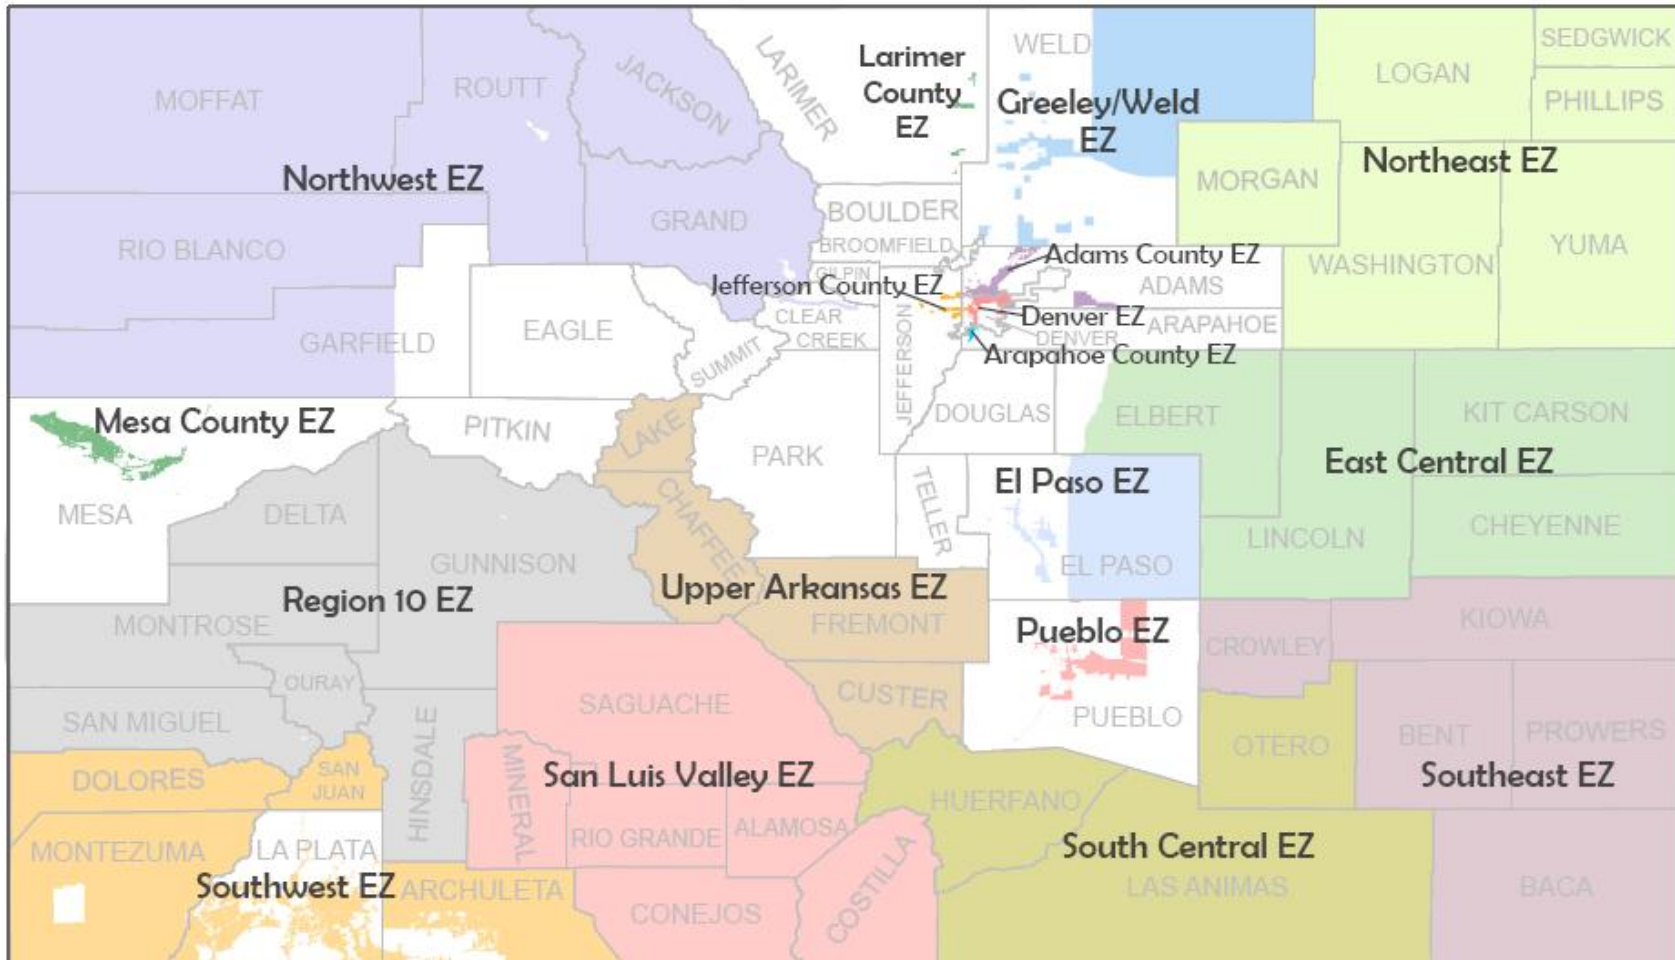 WELD
SEDGWICK
LARIMER
Larimer
County
EZ
JACKSON
ROUTT
LOGAN
MOFFAT
Greeley/Weld
EZ
PHILLIPS
Northwest EZ
Northeast EZ
MORGAN
GRAND
BOULDER
RIO BLANCO
BROOMFIELD
YUMA
Adams County EZ
WASHINGTON
GILPIN
Jefferson County EZ
ADAMS
CLEAR
CREEK
Denver EZ
ARAPAHOE
EAGLE
DENVER
GARFIELD
Arapahoe County EZ
SUMMIT
JEFFERSON
Mesa County EZ
PITKIN
LAKE
DOUGLAS
ELBERT
KIT CARSON
PARK
East Central EZ
El Paso EZ
TELLER
MESA
DELTA
CHAFFEE
CHEYENNE
LINCOLN
GUNNISON
EL PASO
Region 10 EZ
Upper Arkansas EZ
MONTROSE
FREMONT
Pueblo EZ
KIOWA
CROWLEY
OURAY
SAGUACHE
CUSTER
SAN MIGUEL
PUEBLO
HINSDALE
OTERO
BENT
PROWERS
DOLORES
SAN
JUAN
MINERAL
San Luis Valley EZ
Southeast EZ
HUERFANO
RIO GRANDE
ALAMOSA
MONTEZUMA
LA PLATA
South Central EZ
Southwest EZ
ARCHULETA
COSTILLA
LAS ANIMAS
BACA
CONEJOS